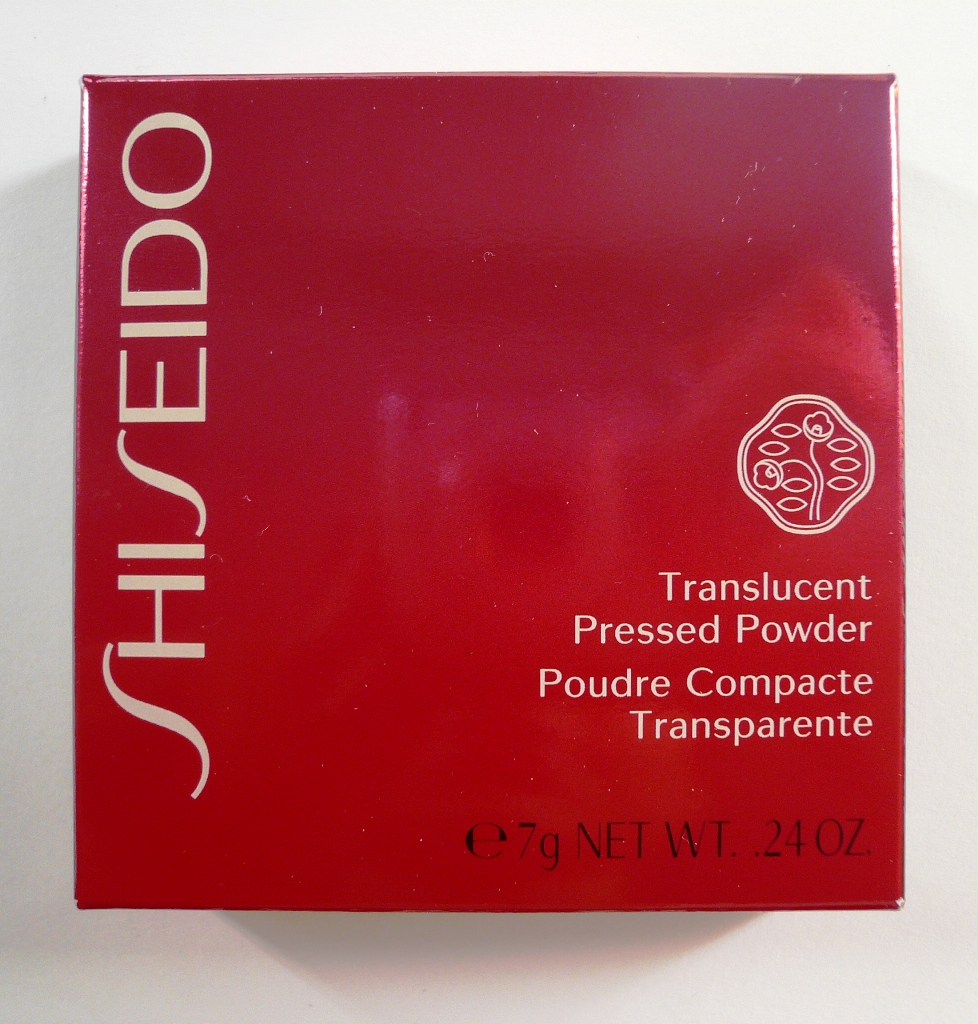 SHISEIDO
Translucent
Pressed Powder
Poudre Compacte
Transparente
℮ 7g NET WT. .24 OZ.